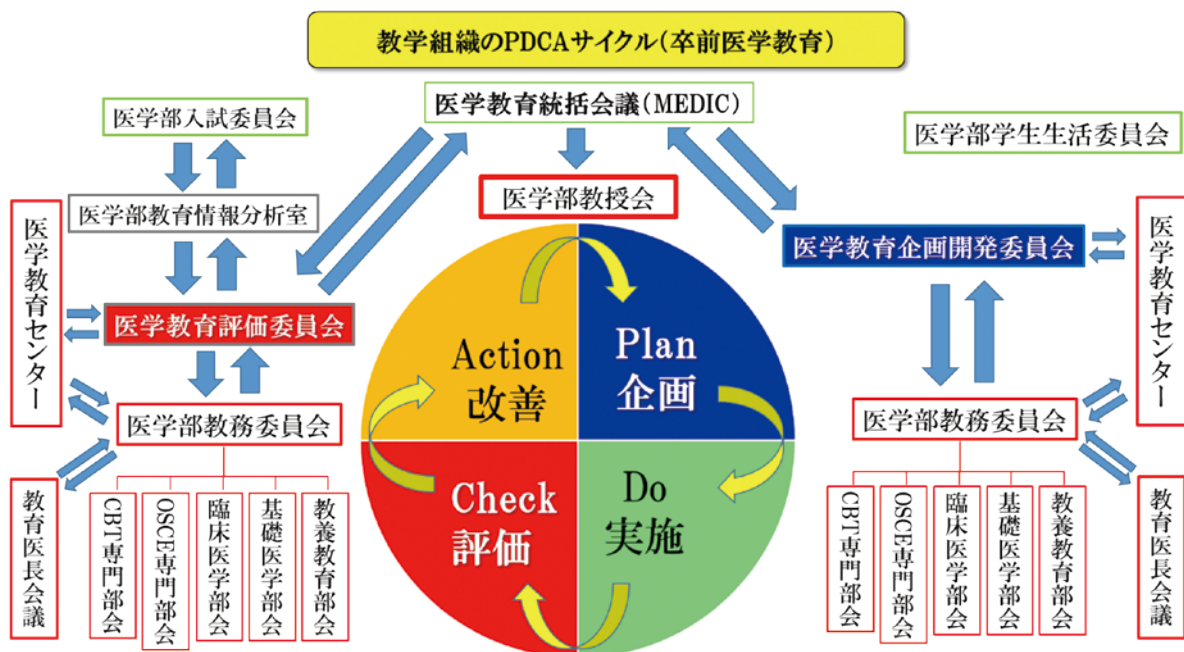 教学組織のPDCAサイクル(卒前医学教育)
医学教育統括会議(MEDIC)
医学部入試委員会
医学部学生生活委員会
医学部教授会
医学部教育情報分析室
医学教育センター
医学教育評価委員会
医学部教務委員会
教育医長会議
CBT専門部会
OSCE専門部会
臨床医学部会
基礎医学部会
教養教育部会
Action
改善
Plan
企画
Check
評価
Do
実施
医学教育企画開発委員会
医学教育センター
医学部教務委員会
CBT専門部会
OSCE専門部会
臨床医学部会
基礎医学部会
教養教育部会
教育医長会議